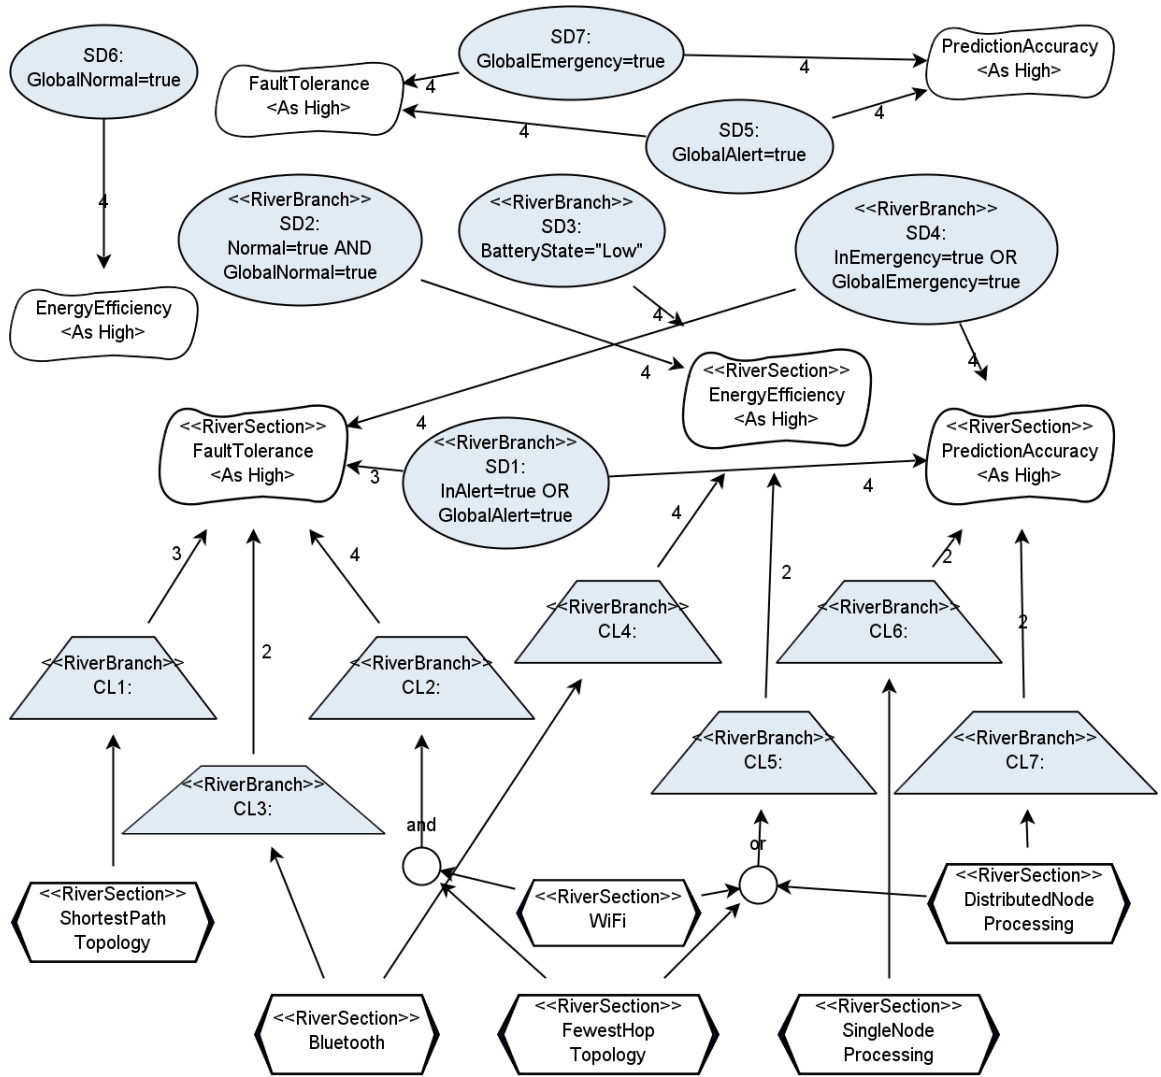 SD6:
GlobalNormal=true
SD7:
GlobalEmergency=true
PredictionAccuracy
<As High>
FaultTolerance
<As High>
4
4
4
4
SD5:
GlobalAlert=true
4
<<RiverBranch>>
SD2:
Normal=true AND
GlobalNormal=true
<<RiverBranch>>
SD3:
BatteryState="Low"
<<RiverBranch>>
SD4:
InEmergency=true OR
GlobalEmergency=true
EnergyEfficiency
<As High>
4
4
4
<<RiverSection>>
EnergyEfficiency
<As High>
4
<<RiverSection>>
FaultTolerance
<As High>
<<RiverBranch>>
SD1:
InAlert=true OR
GlobalAlert=true
<<RiverSection>>
PredictionAccuracy
<As High>
3
4
3
4
4
2
2
2
2
<<RiverBranch>>
CL4:
<<RiverBranch>>
CL6:
<<RiverBranch>>
CL1:
<<RiverBranch>>
CL2:
<<RiverBranch>>
CL5:
<<RiverBranch>>
CL7:
<<RiverBranch>>
CL3:
and
or
<<RiverSection>>
ShortestPath
Topology
<<RiverSection>>
WiFi
<<RiverSection>>
DistributedNode
Processing
<<RiverSection>>
Bluetooth
<<RiverSection>>
FewestHop
Topology
<<RiverSection>>
SingleNode
Processing